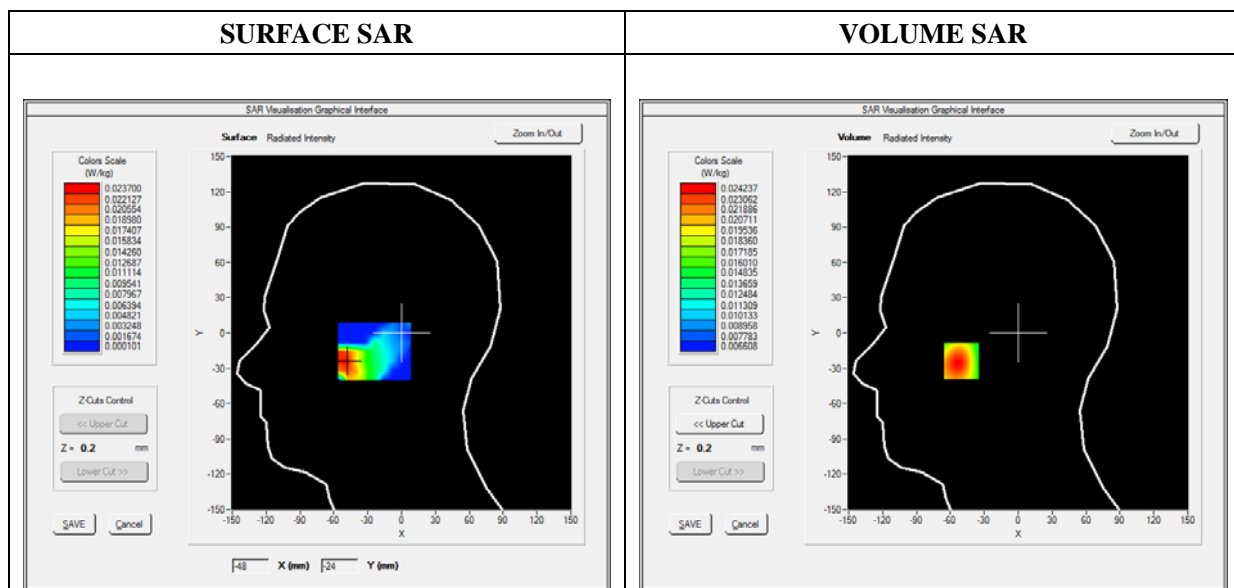 SURFACE SAR
VOLUME SAR
SAR Visualisation Graphical Interface
Surface Radiated Intensity
Zoom In/Out
Colors Scale
(W/kg)
0.023700
0.022127
0.020554
0.018980
0.017407
0.015834
0.014260
0.012687
0.011114
0.009541
0.007967
0.006394
0.004821
0.003248
0.001674
0.000101
Z-Cuts Control
<< Upper Cut
Z = 0.2 mm
Lower Cut >>
SAVE Cancel
150
120
90
60
30
0
-30
-60
-90
-120
-150
Y
-150 -120 -90 -60 -30 0 30 60 90 120 150
X
-48 X (mm) -24 Y (mm)
SAR Visualisation Graphical Interface
Volume Radiated Intensity
Zoom In/Out
Colors Scale
(W/kg)
0.024237
0.023062
0.021886
0.020711
0.019536
0.018360
0.017185
0.016010
0.014835
0.013659
0.012484
0.011309
0.010133
0.008958
0.007783
0.006608
Z-Cuts Control
<< Upper Cut
Z = 0.2 mm
Lower Cut >>
SAVE Cancel
150
120
90
60
30
0
-30
-60
-90
-120
-150
Y
-150 -120 -90 -60 -30 0 30 60 90 120 150
X